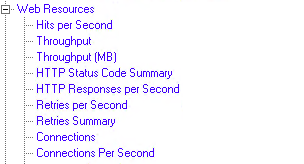 Web Resources
Hits per Second
Throughput
Throughput (MB)
HTTP Status Code Summary
HTTP Responses per Second
Retries per Second
Retries Summary
Connections
Connections Per Second